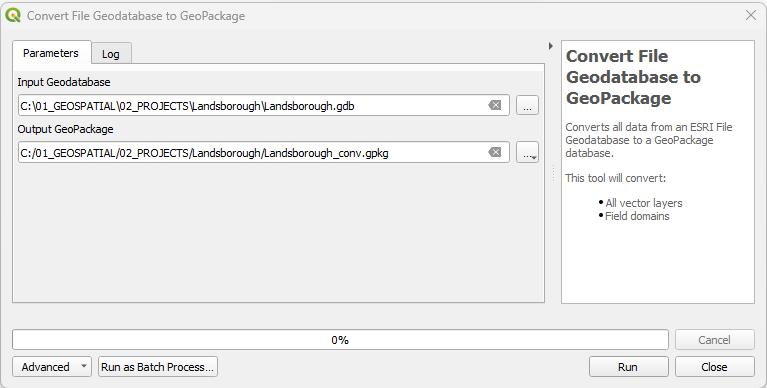 Convert File Geodatabase to GeoPackage
Parameters
Log
Input Geodatabase
C:\01_GEOSPATIAL\02_PROJECTS\Landsborough\Landsborough.gdb
...
Output GeoPackage
C:/01_GEOSPATIAL/02_PROJECTS/Landsborough/Landsborough_conv.gpkg
...
Convert File
Geodatabase to
GeoPackage
Converts all data from an ESRI File
Geodatabase to a GeoPackage
database.
This tool will convert:
• All vector layers
• Field domains
0%
Cancel
Advanced
Run as Batch Process...
Run
Close